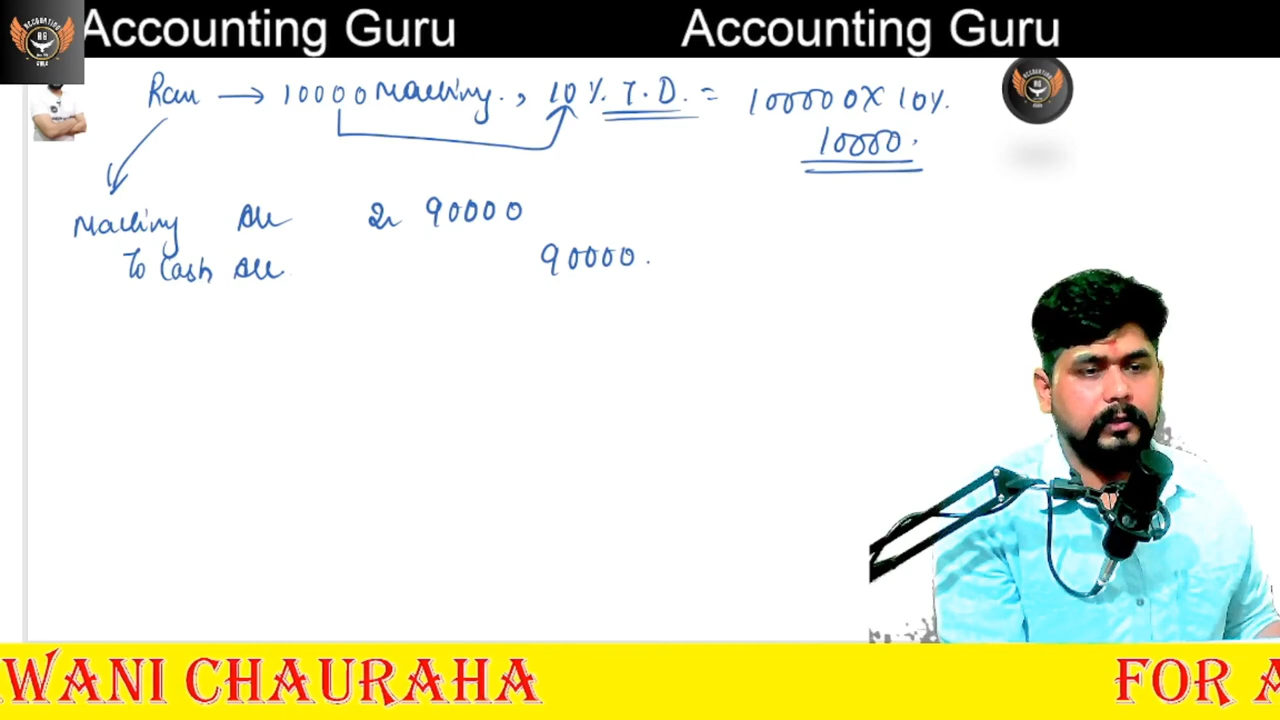 Accounting Guru Accounting Guru
Ram → 10000 Machinery., 10%. T.D. = 100000 X 10%.
10000.
Machinery A/c Dr 90000
To Cash A/c 90000.
WANI CHAURAHA FOR A